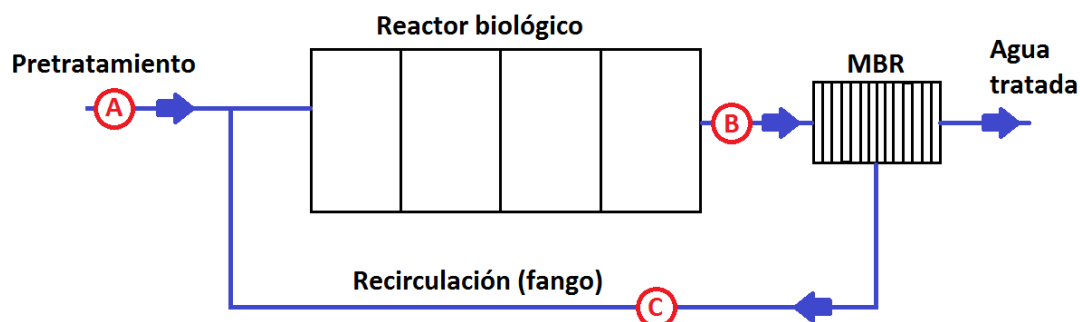 Reactor biológico
Pretratamiento
MBR
Agua
tratada
A
B
Recirculación (fango)
C